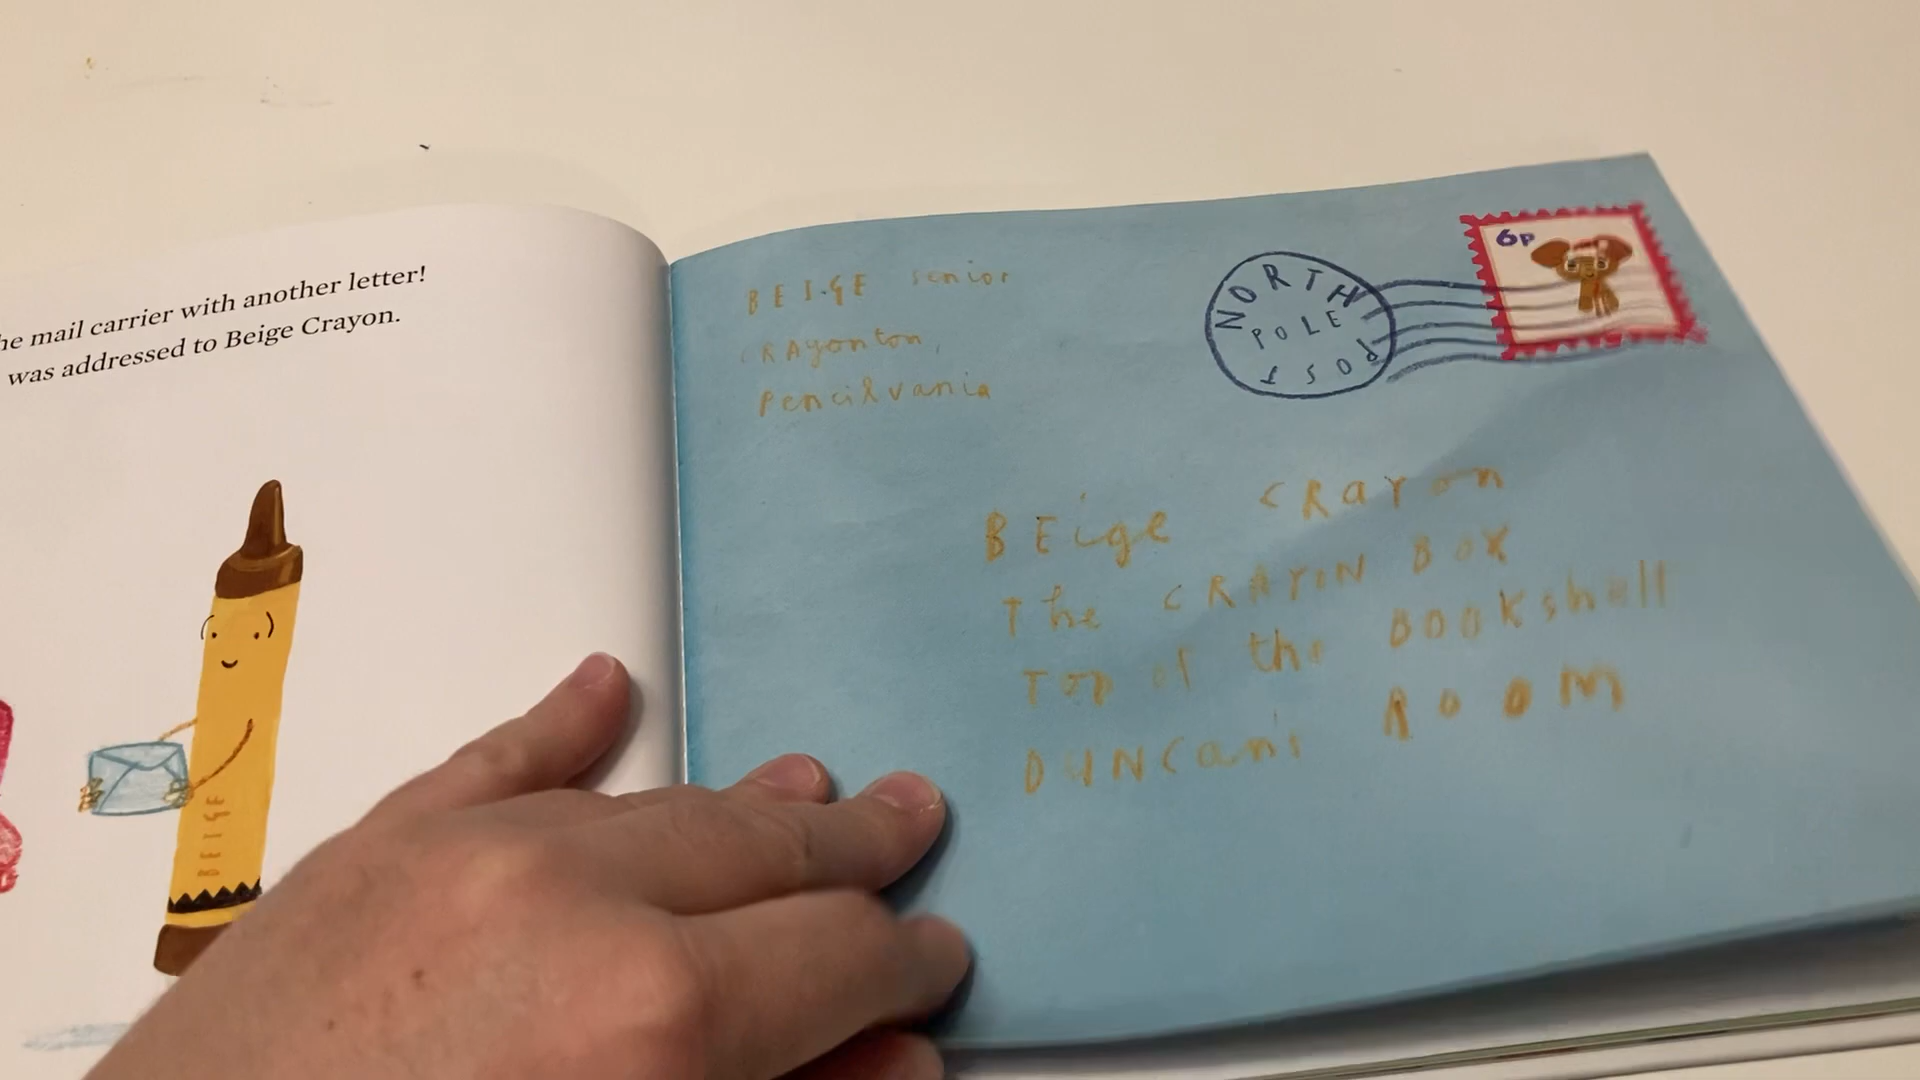 he mail carrier with another letter!
was addressed to Beige Crayon.
BEIGE
BEIGE senior
CRAyonton,
Pencilvania
NORTH
POLE
POST
6p
BEige CRayon
The CRAYON BOX
TOP of the BOOKshelf
DUNCan's ROOM